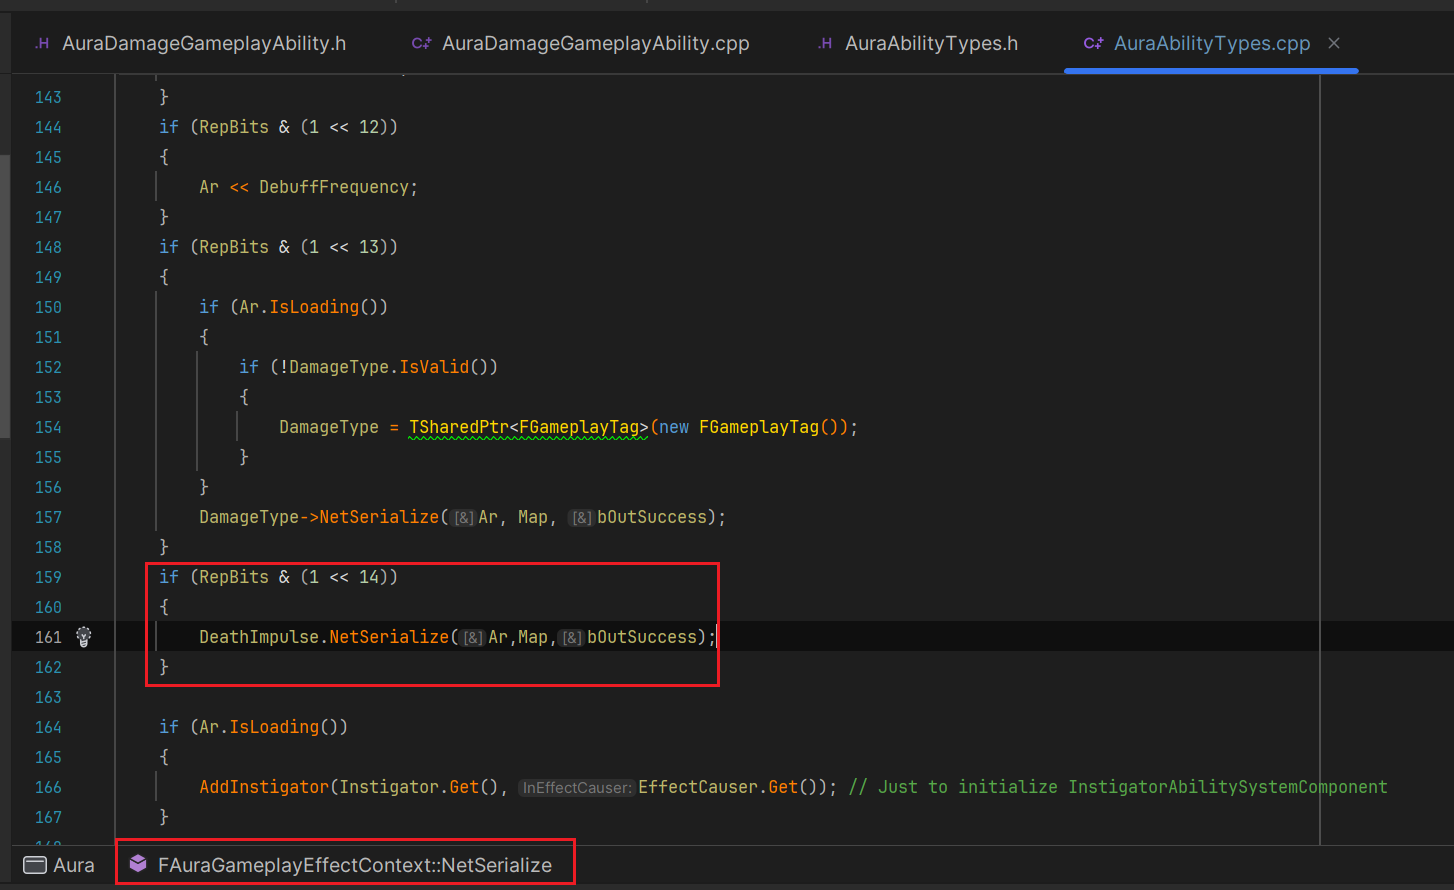 .H AuraDamageGameplayAbility.h C++ AuraDamageGameplayAbility.cpp .H AuraAbilityTypes.h C++ AuraAbilityTypes.cpp ×
143 }
144 if (RepBits & (1 << 12))
145 {
146 Ar << DebuffFrequency;
147 }
148 if (RepBits & (1 << 13))
149 {
150 if (Ar.IsLoading())
151 {
152 if (!DamageType.IsValid())
153 {
154 DamageType = TSharedPtr<FGameplayTag>(new FGameplayTag());
155 }
156 }
157 DamageType->NetSerialize([&]Ar, Map, [&]bOutSuccess);
158 }
159 if (RepBits & (1 << 14))
160 {
161 DeathImpulse.NetSerialize([&]Ar,Map,[&]bOutSuccess);
162 }
163
164 if (Ar.IsLoading())
165 {
166 AddInstigator(Instigator.Get(), InEffectCauser:EffectCauser.Get()); // Just to initialize InstigatorAbilitySystemComponent
167 }
Aura FAuraGameplayEffectContext::NetSerialize